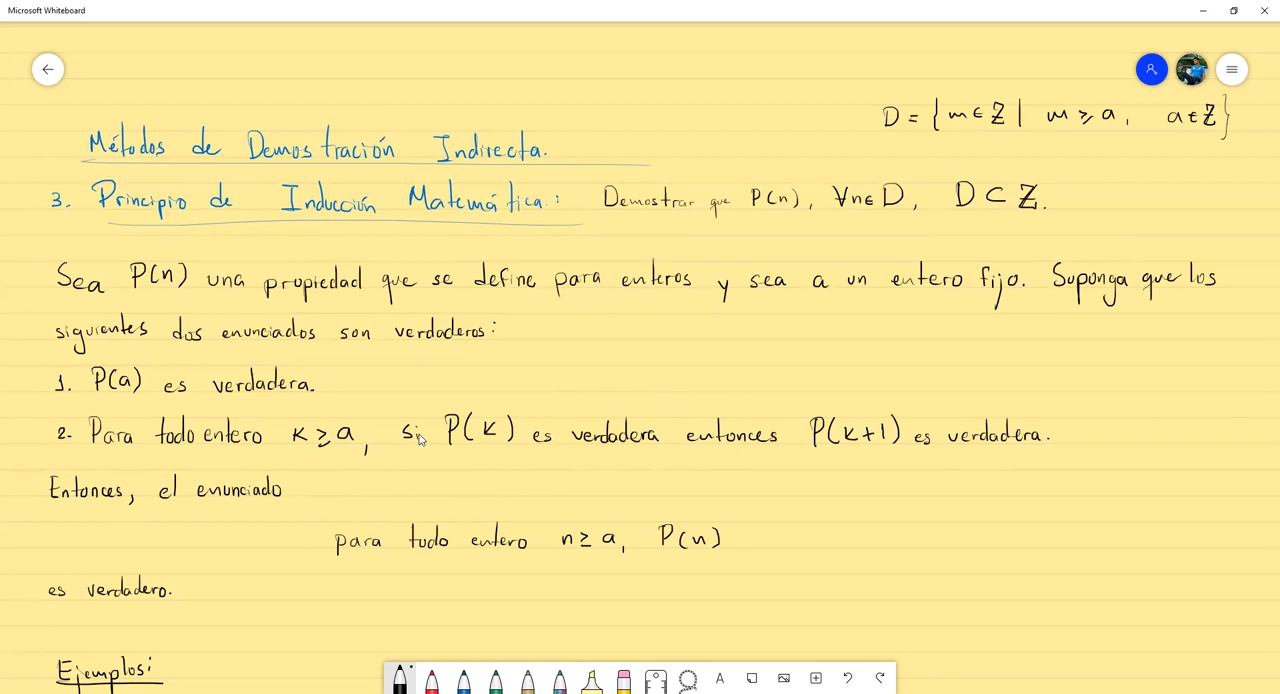 Microsoft Whiteboard
D = { m ∈ ℤ | m ≥ a, a ∈ ℤ }
Métodos de Demostración Indirecta.
3. Principio de Inducción Matemática: Demostrar que P(n), ∀n ∈ D, D ⊂ ℤ.
Sea P(n) una propiedad que se define para enteros y sea a un entero fijo. Suponga que los
siguientes dos enunciados son verdaderos:
1. P(a) es verdadera.
2. Para todo entero k ≥ a, si P(k) es verdadera entonces P(k+1) es verdadera.
Entonces, el enunciado
para todo entero n ≥ a, P(n)
es verdadero.
Ejemplos: